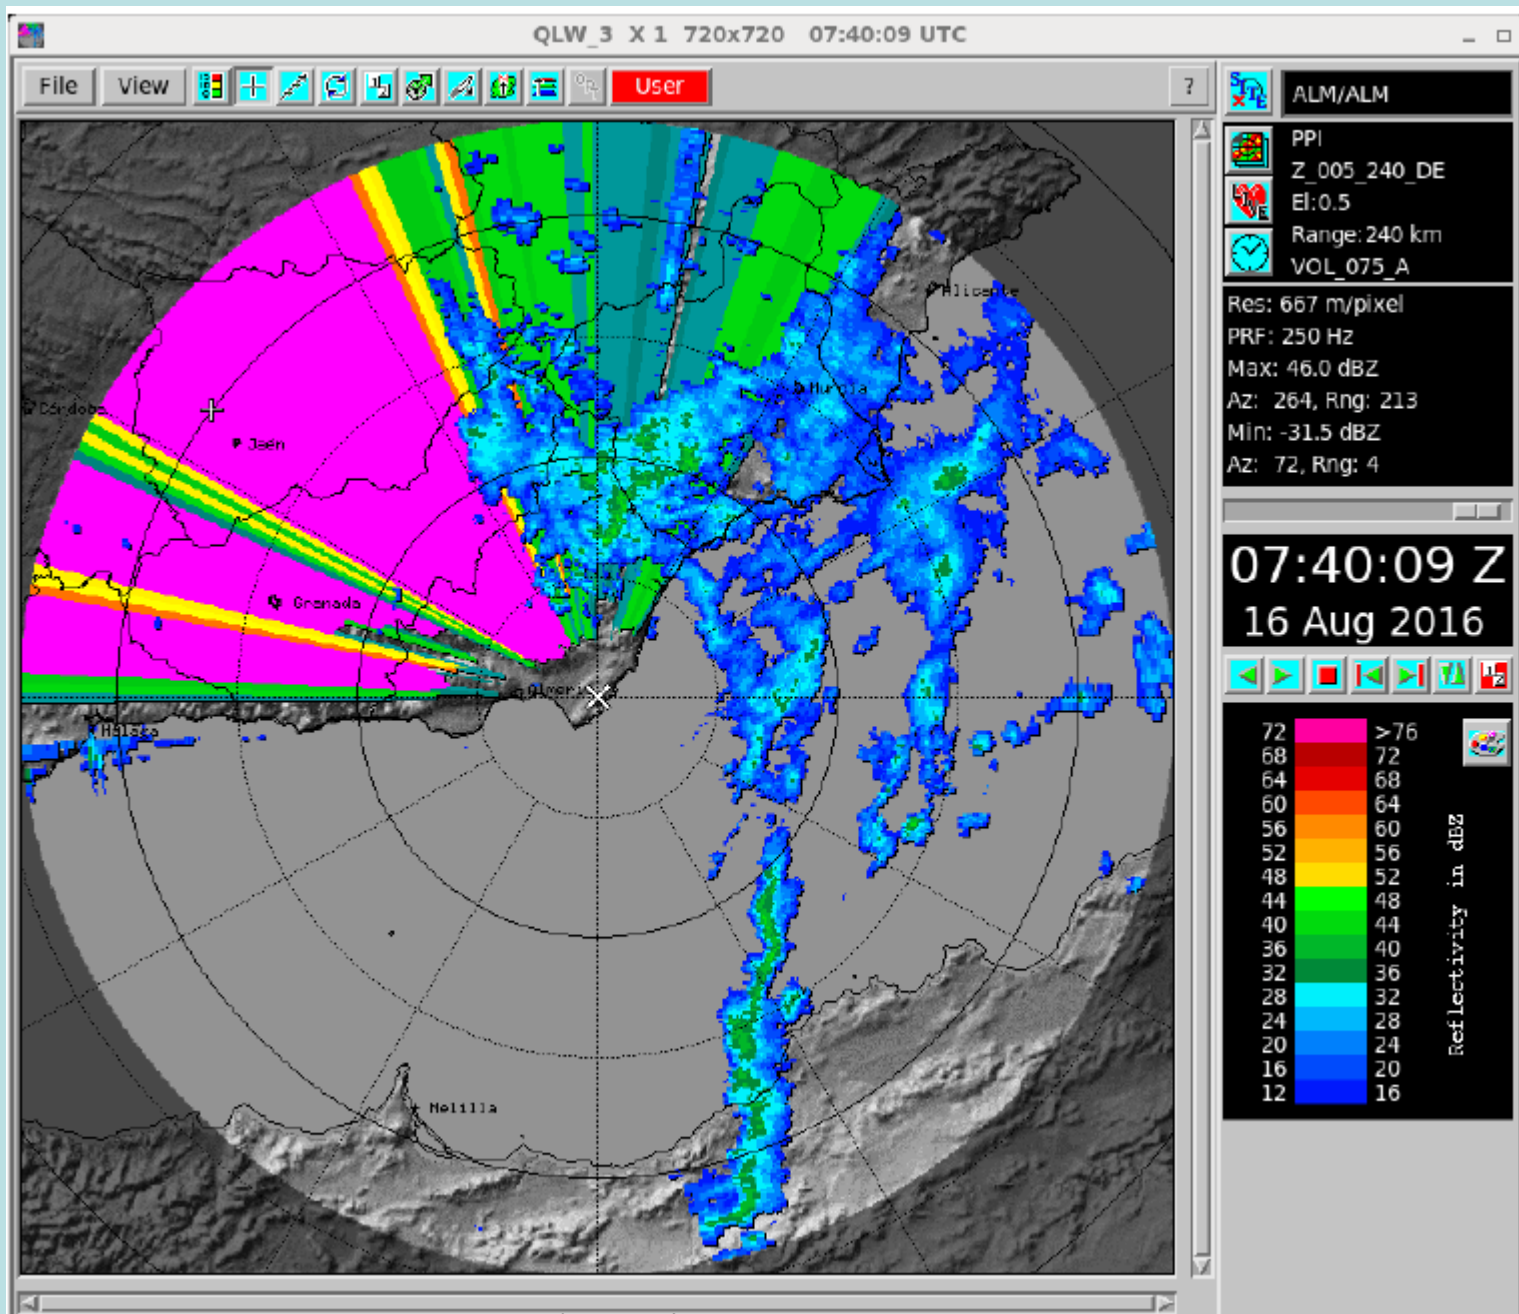 QLW_3 X 1 720x720 07:40:09 UTC
File View User ?
ALM/ALM
PPI
Z_005_240_DE
El:0.5
Range:240 km
VOL_075_A
Res: 667 m/pixel
PRF: 250 Hz
Max: 46.0 dBZ
Az: 264, Rng: 213
Min: -31.5 dBZ
Az: 72, Rng: 4
07:40:09 Z
16 Aug 2016
72 >76
68 72
64 68
60 64
56 60
52 56
48 52
44 48
40 44
36 40
32 36
28 32
24 28
20 24
16 20
12 16
Reflectivity in dBZ
Alicante
Murcia
Córdoba
Jaén
Granada
Málaga
Melilla